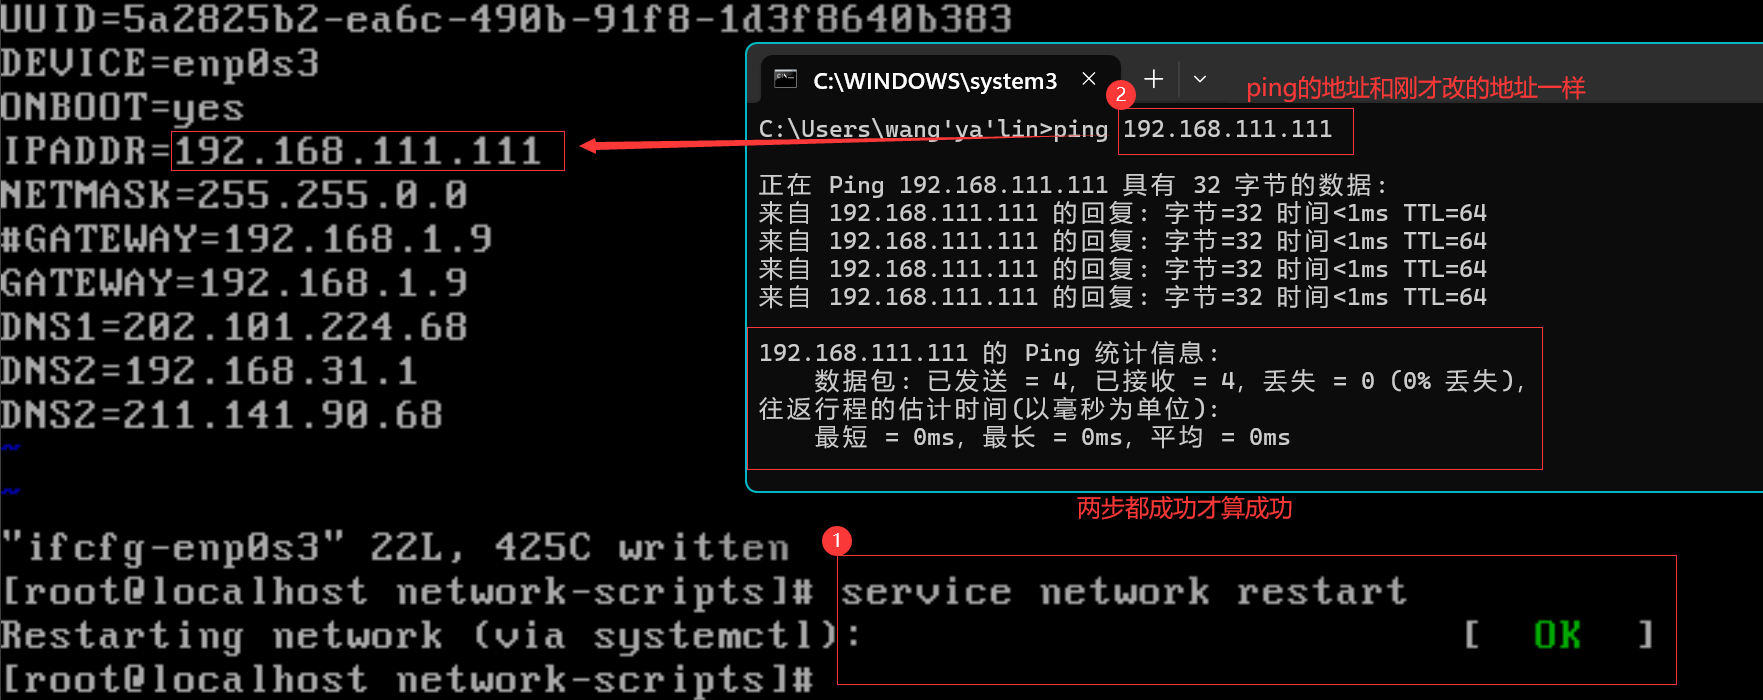 UUID=5a2825b2-ea6c-490b-91f8-1d3f8640b383
DEVICE=enp0s3
ONBOOT=yes
IPADDR=192.168.111.111
NETMASK=255.255.0.0
#GATEWAY=192.168.1.9
GATEWAY=192.168.1.9
DNS1=202.101.224.68
DNS2=192.168.31.1
DNS2=211.141.90.68
~
~
"ifcfg-enp0s3" 22L, 425C written
[root@localhost network-scripts]# service network restart
Restarting network (via systemctl): [ OK ]
[root@localhost network-scripts]#
C:\WINDOWS\system3
2
ping的地址和刚才改的地址一样
C:\Users\wang'ya'lin>ping 192.168.111.111
正在 Ping 192.168.111.111 具有 32 字节的数据:
来自 192.168.111.111 的回复: 字节=32 时间<1ms TTL=64
来自 192.168.111.111 的回复: 字节=32 时间<1ms TTL=64
来自 192.168.111.111 的回复: 字节=32 时间<1ms TTL=64
来自 192.168.111.111 的回复: 字节=32 时间<1ms TTL=64
192.168.111.111 的 Ping 统计信息:
数据包: 已发送 = 4，已接收 = 4，丢失 = 0 (0% 丢失)，
往返行程的估计时间(以毫秒为单位):
最短 = 0ms，最长 = 0ms，平均 = 0ms
两步都成功才算成功
1